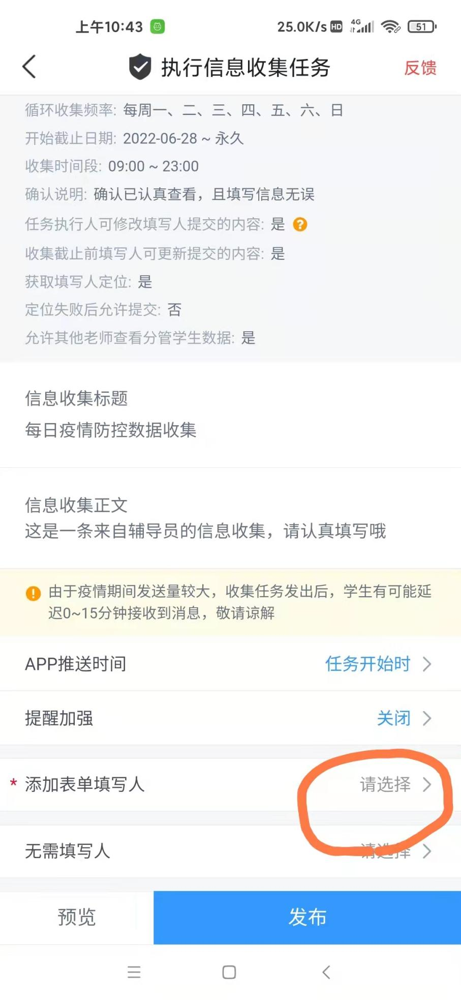 上午10:43 25.0K/s HD 4G 51
执行信息收集任务 反馈
循环收集频率: 每周一、二、三、四、五、六、日
开始截止日期: 2022-06-28 ~ 永久
收集时间段: 09:00 ~ 23:00
确认说明: 确认已认真查看，且填写信息无误
任务执行人可修改填写人提交的内容: 是 ?
收集截止前填写人可更新提交的内容: 是
获取填写人定位: 是
定位失败后允许提交: 否
允许其他老师查看分管学生数据: 是
信息收集标题
每日疫情防控数据收集
信息收集正文
这是一条来自辅导员的信息收集，请认真填写哦
由于疫情期间发送量较大，收集任务发出后，学生有可能延
迟0~15分钟接收到消息，敬请谅解
APP推送时间 任务开始时
提醒加强 关闭
* 添加表单填写人 请选择
无需填写人 请选择
预览 发布